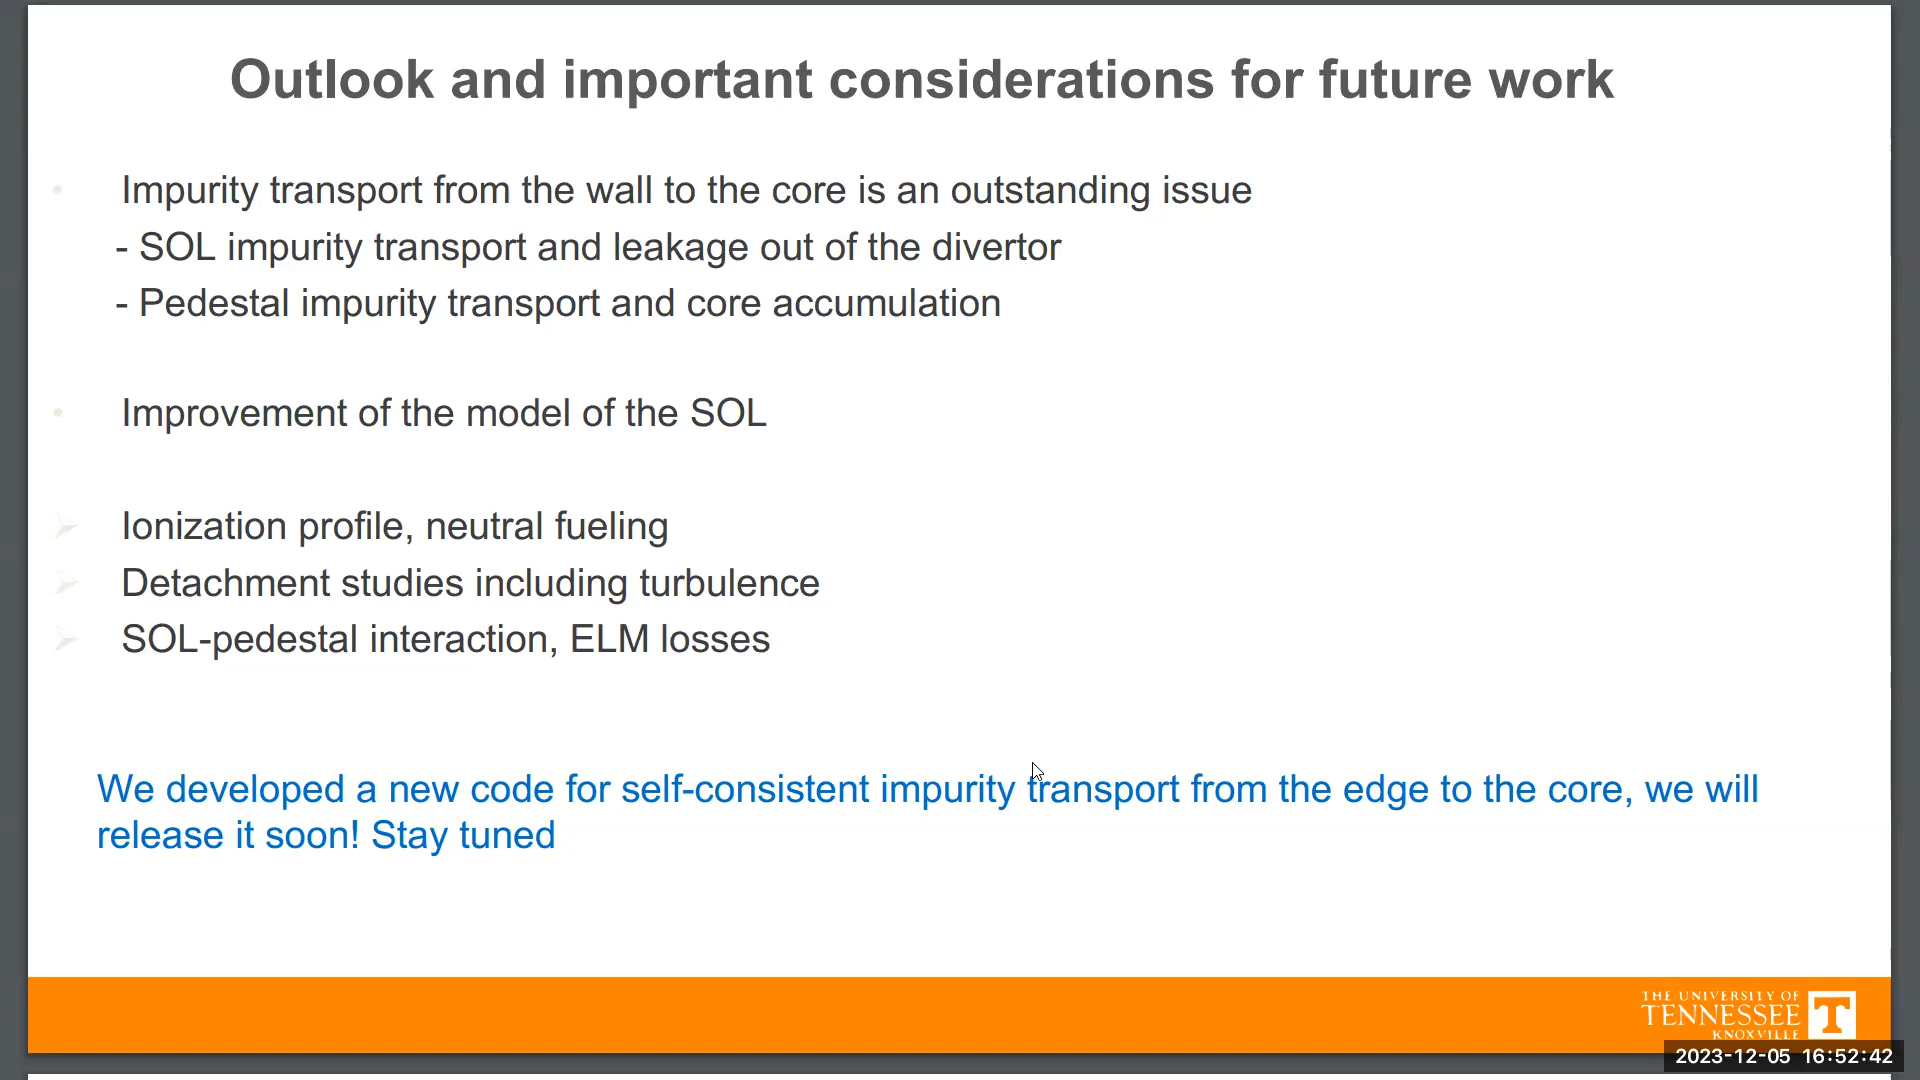 Outlook and important considerations for future work
• Impurity transport from the wall to the core is an outstanding issue
- SOL impurity transport and leakage out of the divertor
- Pedestal impurity transport and core accumulation
• Improvement of the model of the SOL
➢ Ionization profile, neutral fueling
➢ Detachment studies including turbulence
➢ SOL-pedestal interaction, ELM losses
We developed a new code for self-consistent impurity transport from the edge to the core, we will
release it soon! Stay tuned
THE UNIVERSITY OF
TENNESSEE
KNOXVILLE
T
2023-12-05 16:52:42